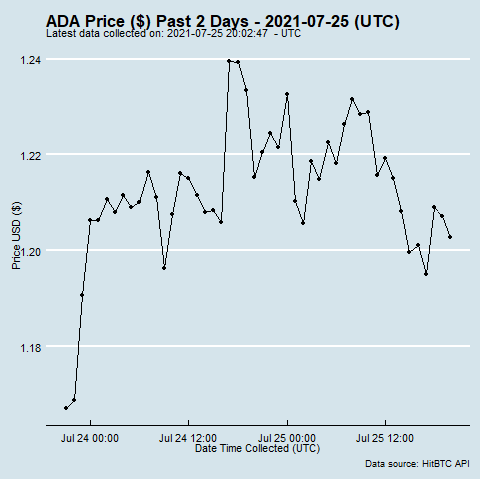 ADA Price ($) Past 2 Days - 2021-07-25 (UTC)
Latest data collected on: 2021-07-25 20:02:47 - UTC
Price USD ($)
1.24
1.22
1.20
1.18
Jul 24 00:00 Jul 24 12:00 Jul 25 00:00 Jul 25 12:00
Date Time Collected (UTC)
Data source: HitBTC API